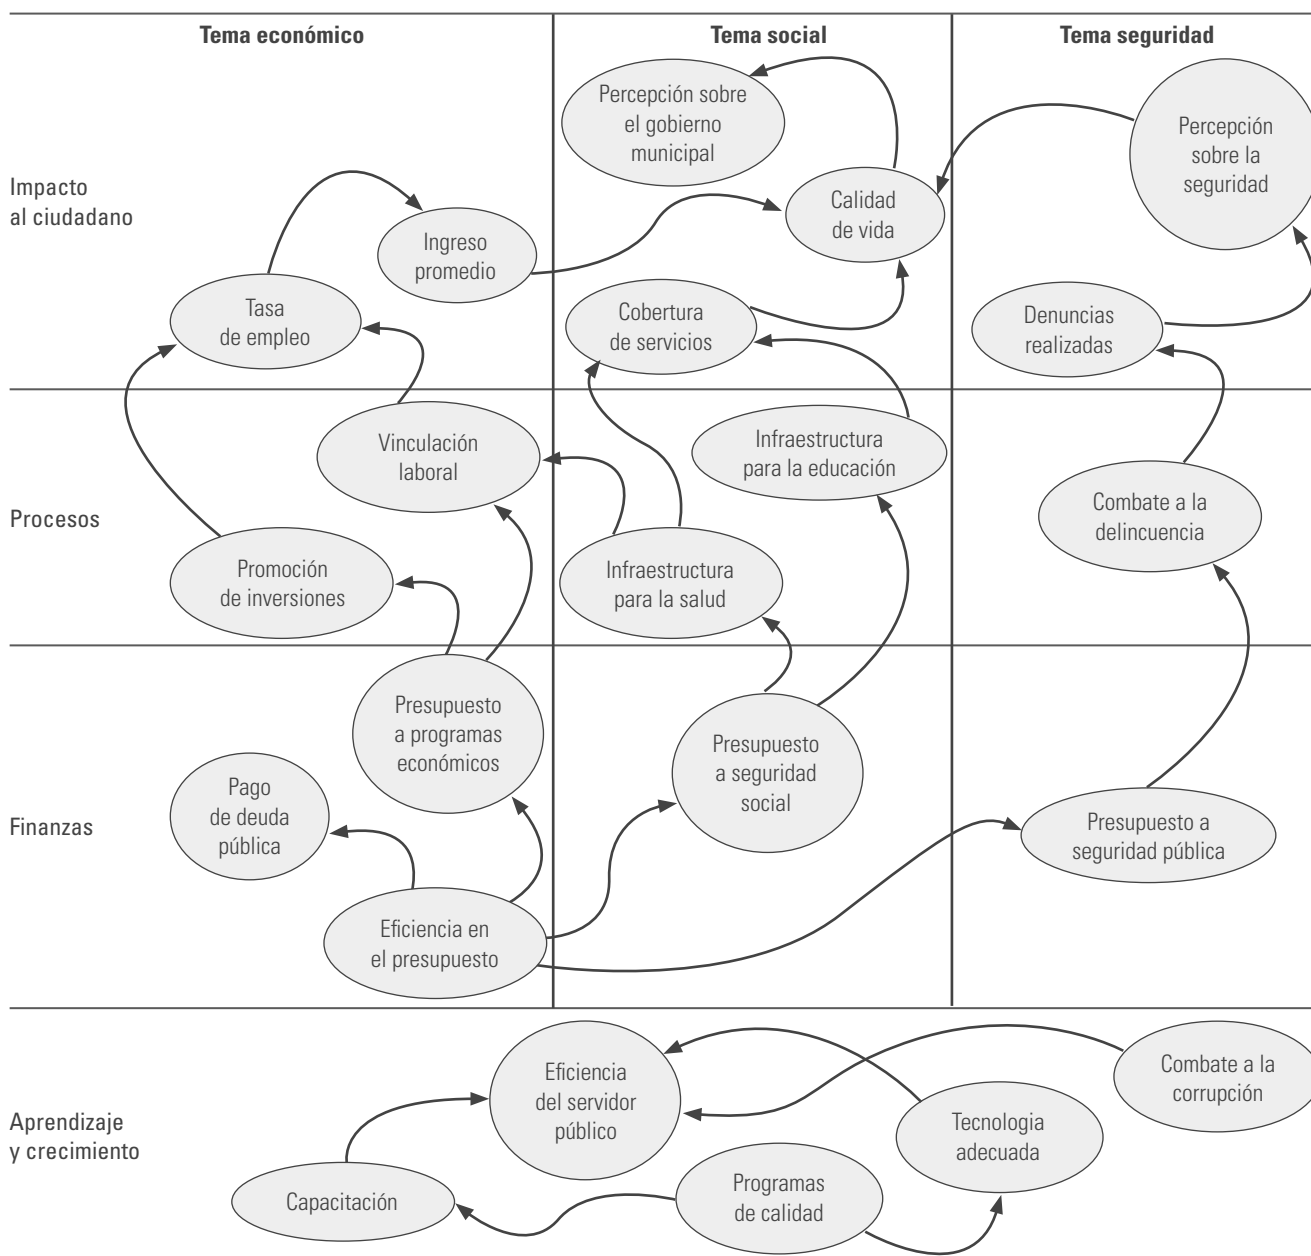 Tema económico
Tema social
Tema seguridad
Impacto
al ciudadano
Percepción sobre
el gobierno
municipal
Percepción
sobre la
seguridad
Calidad
de vida
Ingreso
promedio
Tasa
de empleo
Cobertura
de servicios
Denuncias
realizadas
Procesos
Vinculación
laboral
Infraestructura
para la educación
Combate a la
delincuencia
Promoción
de inversiones
Infraestructura
para la salud
Finanzas
Presupuesto
a programas
económicos
Presupuesto
a seguridad
social
Pago
de deuda
pública
Presupuesto a
seguridad pública
Eficiencia en
el presupuesto
Aprendizaje
y crecimiento
Eficiencia
del servidor
público
Combate a la
corrupción
Tecnologia
adecuada
Capacitación
Programas
de calidad